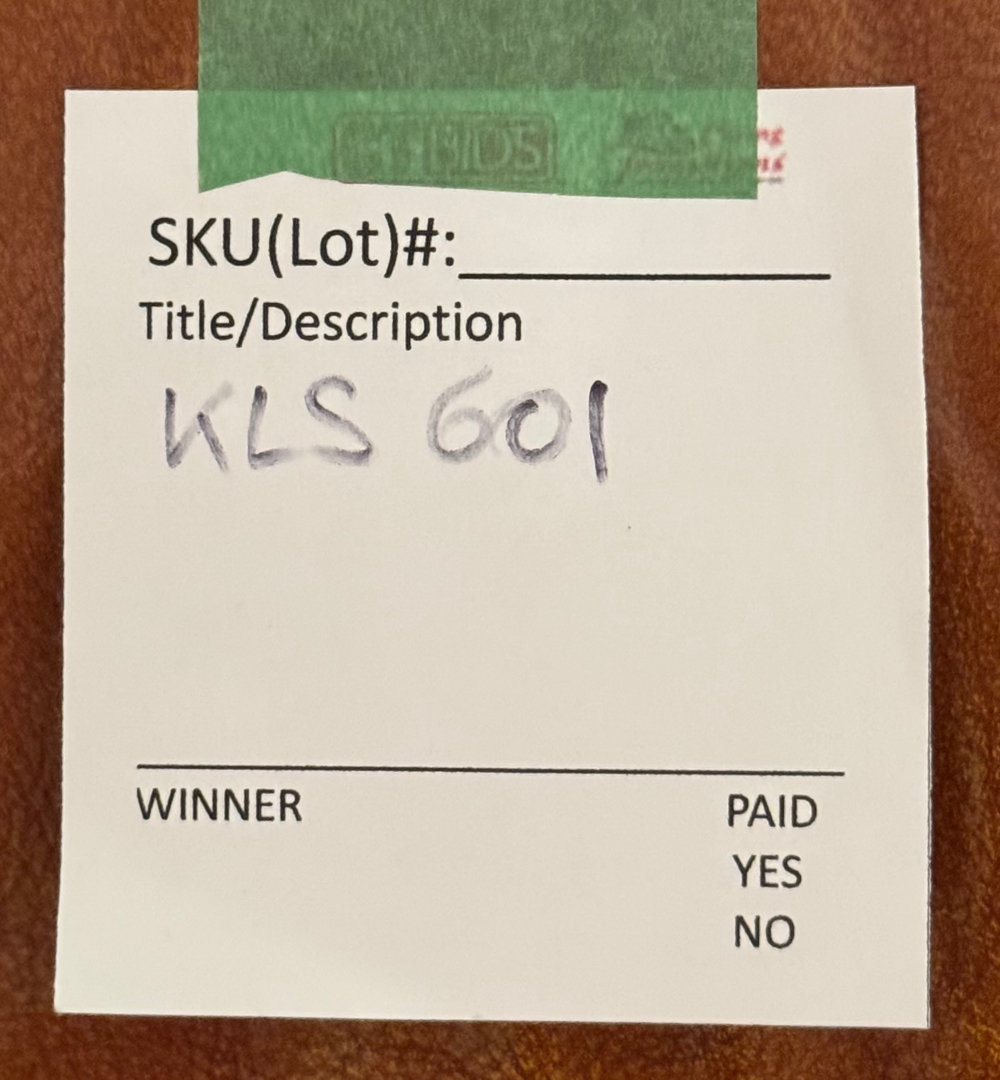 SKU(Lot)#:
Title/Description
KLS 601
WINNER PAID
YES
NO